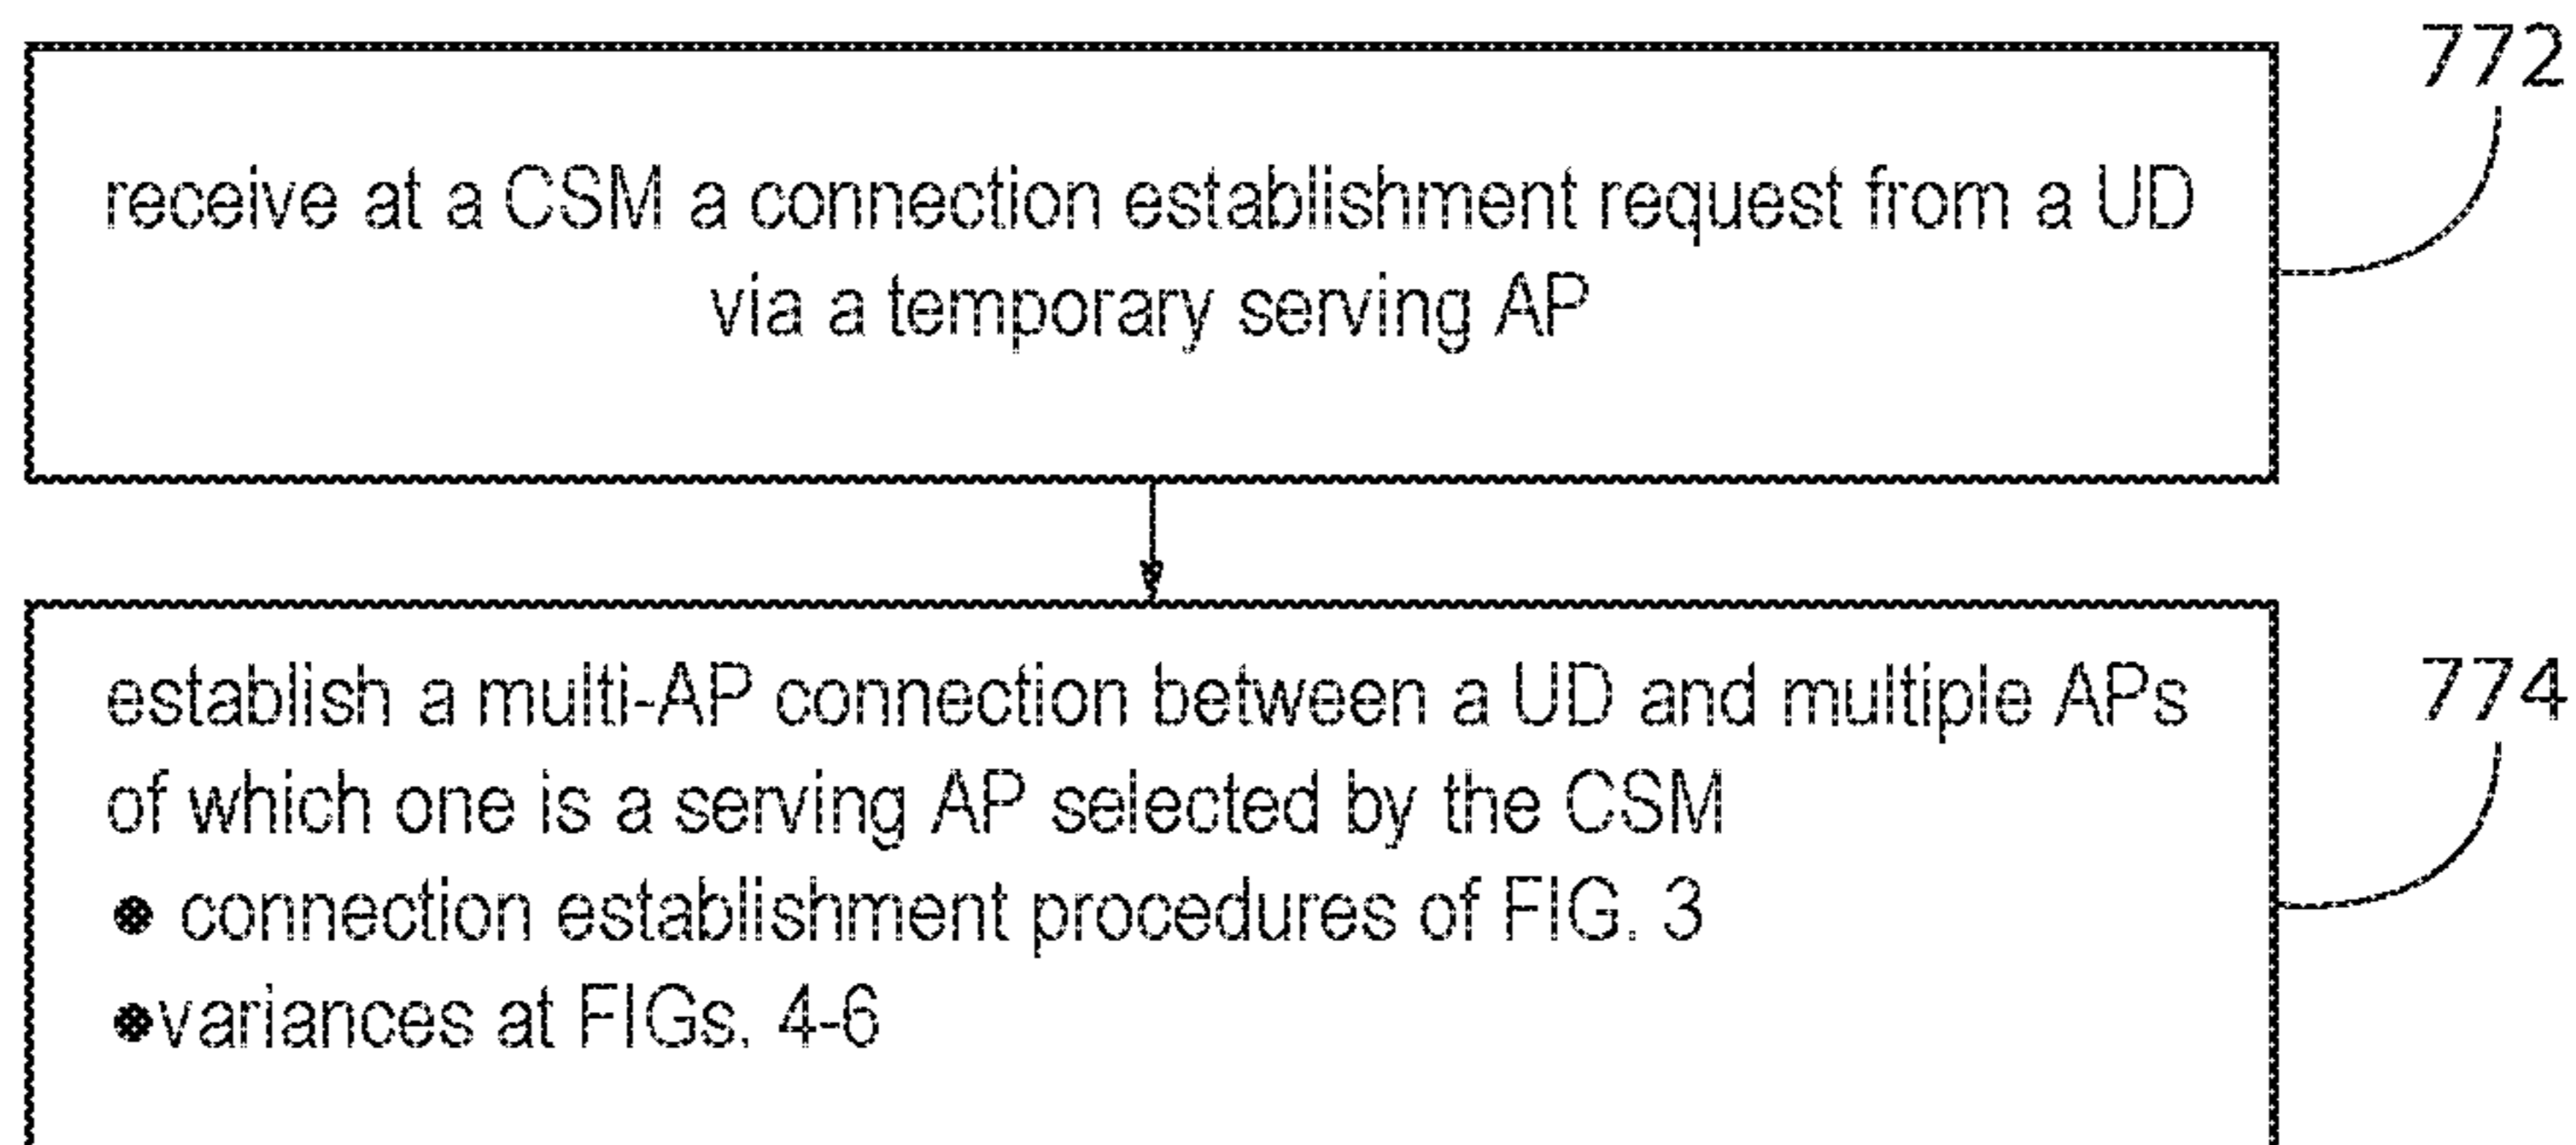 772
receive at a CSM a connection establishment request from a UD
via a temporary serving AP
774
establish a multi-AP connection between a UD and multiple APs
of which one is a serving AP selected by the CSM
● connection establishment procedures of FIG. 3
●variances at FIGs. 4-6